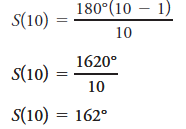 S(10) = 180°(10 − 1) / 10
S(10) = 1620° / 10
S(10) = 162°